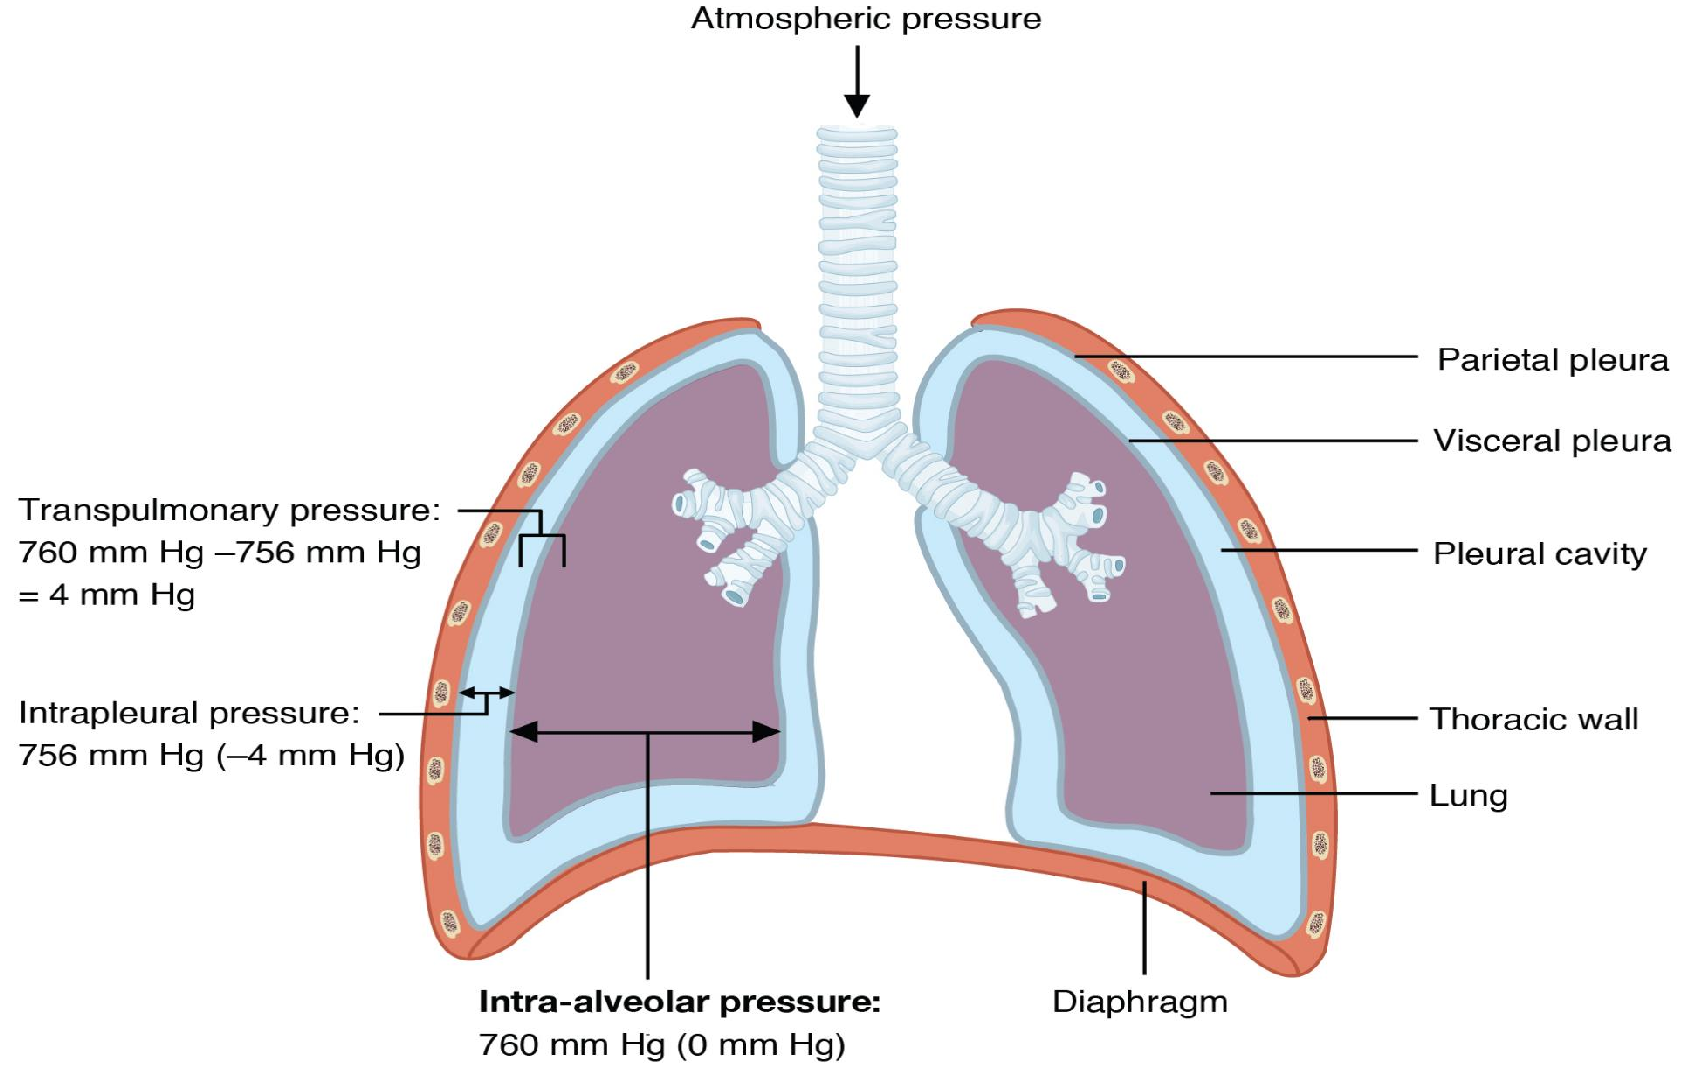 Atmospheric pressure
Parietal pleura
Visceral pleura
Transpulmonary pressure:
760 mm Hg –756 mm Hg
= 4 mm Hg
Pleural cavity
Intrapleural pressure:
756 mm Hg (–4 mm Hg)
Thoracic wall
Lung
Intra-alveolar pressure:
760 mm Hg (0 mm Hg)
Diaphragm